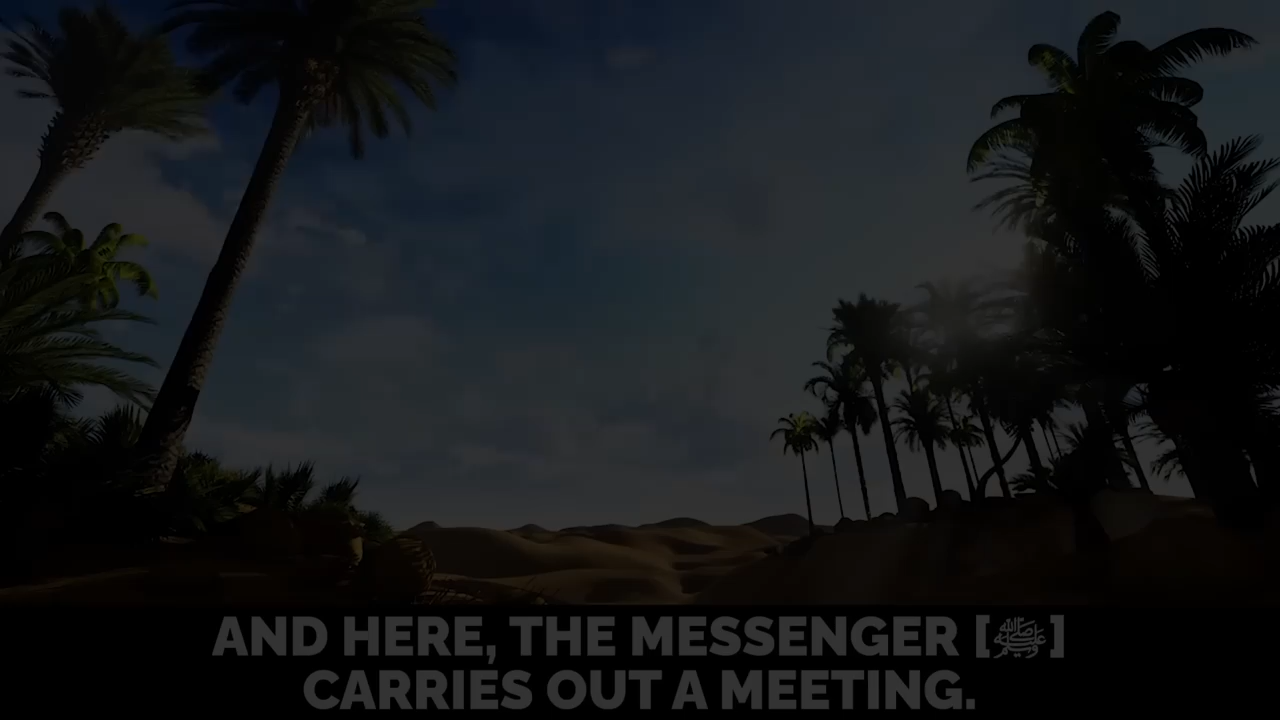 AND HERE, THE MESSENGER [ﷺ]
CARRIES OUT A MEETING.